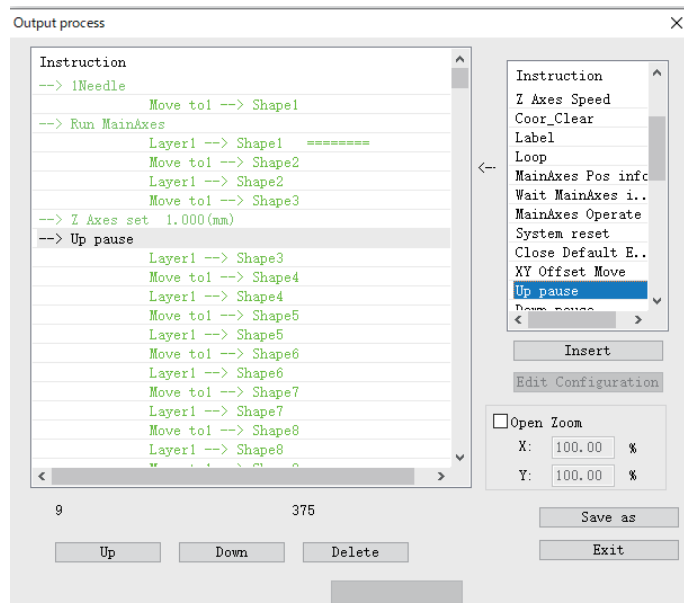 Output process
Instruction
--> 1Needle
Move to1 --> Shape1
--> Run MainAxes
Layer1 --> Shape1 ========
Move to1 --> Shape2
Layer1 --> Shape2
Move to1 --> Shape3
--> Z Axes set 1.000(mm)
--> Up pause
Layer1 --> Shape3
Move to1 --> Shape4
Layer1 --> Shape4
Move to1 --> Shape5
Layer1 --> Shape5
Move to1 --> Shape6
Layer1 --> Shape6
Move to1 --> Shape7
Layer1 --> Shape7
Move to1 --> Shape8
Layer1 --> Shape8
9 375
Up Down Delete
Instruction
Z Axes Speed
Coor_Clear
Label
Loop
MainAxes Pos info
Wait MainAxes i..
MainAxes Operate
System reset
Close Default E..
XY Offset Move
Up pause
Down pause
<--
Insert
Edit Configuration
Open Zoom
X: 100.00 %
Y: 100.00 %
Save as
Exit